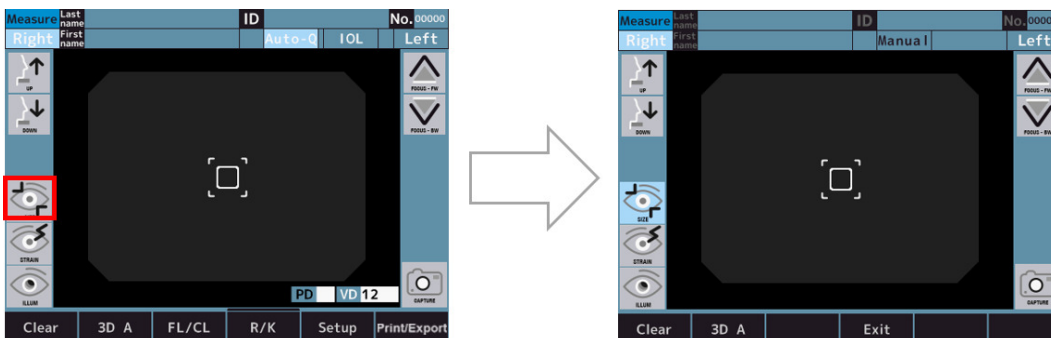 Measure Last name ID No. 00000
Right First name Auto-Q IOL Left
UP
FOCUS - FW
DOWN
FOCUS - BW
STRAIN
ILLUM
CAPTURE
PD VD 12
Clear 3D A FL/CL R/K Setup Print/Export
Measure Last name ID No. 0000
Right First name Manual Left
UP
FOCUS - FW
DOWN
FOCUS - BW
SIZE
STRAIN
ILLUM
CAPTURE
Clear 3D A Exit